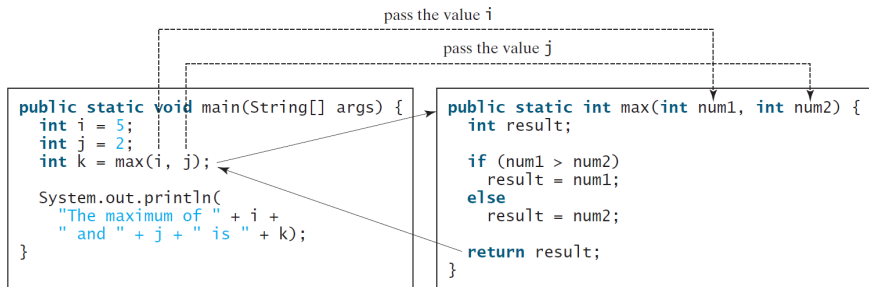 pass the value i
pass the value j
public static void main(String[] args) {
int i = 5;
int j = 2;
int k = max(i, j);
System.out.println(
"The maximum of " + i +
" and " + j + " is " + k);
}
public static int max(int num1, int num2) {
int result;
if (num1 > num2)
result = num1;
else
result = num2;
return result;
}